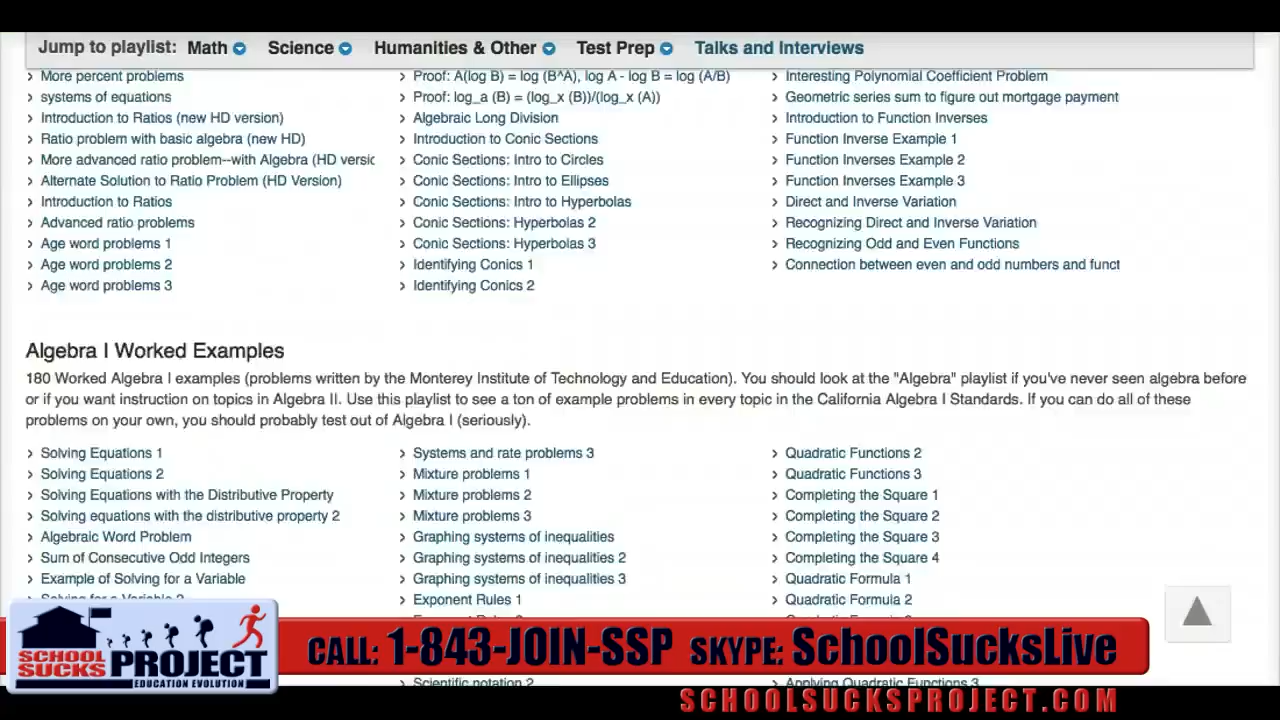 Jump to playlist: Math Science Humanities & Other Test Prep Talks and Interviews
› More percent problems
› systems of equations
› Introduction to Ratios (new HD version)
› Ratio problem with basic algebra (new HD)
› More advanced ratio problem--with Algebra (HD versic
› Alternate Solution to Ratio Problem (HD Version)
› Introduction to Ratios
› Advanced ratio problems
› Age word problems 1
› Age word problems 2
› Age word problems 3
› Proof: A(log B) = log (B^A), log A - log B = log (A/B)
› Proof: log_a (B) = (log_x (B))/(log_x (A))
› Algebraic Long Division
› Introduction to Conic Sections
› Conic Sections: Intro to Circles
› Conic Sections: Intro to Ellipses
› Conic Sections: Intro to Hyperbolas
› Conic Sections: Hyperbolas 2
› Conic Sections: Hyperbolas 3
› Identifying Conics 1
› Identifying Conics 2
› Interesting Polynomial Coefficient Problem
› Geometric series sum to figure out mortgage payment
› Introduction to Function Inverses
› Function Inverse Example 1
› Function Inverses Example 2
› Function Inverses Example 3
› Direct and Inverse Variation
› Recognizing Direct and Inverse Variation
› Recognizing Odd and Even Functions
› Connection between even and odd numbers and funct
Algebra I Worked Examples
180 Worked Algebra I examples (problems written by the Monterey Institute of Technology and Education). You should look at the "Algebra" playlist if you've never seen algebra before
or if you want instruction on topics in Algebra II. Use this playlist to see a ton of example problems in every topic in the California Algebra I Standards. If you can do all of these
problems on your own, you should probably test out of Algebra I (seriously).
› Solving Equations 1
› Solving Equations 2
› Solving Equations with the Distributive Property
› Solving equations with the distributive property 2
› Algebraic Word Problem
› Sum of Consecutive Odd Integers
› Example of Solving for a Variable
› Systems and rate problems 3
› Mixture problems 1
› Mixture problems 2
› Mixture problems 3
› Graphing systems of inequalities
› Graphing systems of inequalities 2
› Graphing systems of inequalities 3
› Exponent Rules 1
Scientific notation 2
› Quadratic Functions 2
› Quadratic Functions 3
› Completing the Square 1
› Completing the Square 2
› Completing the Square 3
› Completing the Square 4
› Quadratic Formula 1
› Quadratic Formula 2
Applying Quadratic Functions 3
SCHOOL
SUCKS PROJECT
EDUCATION EVOLUTION
CALL: 1-843-JOIN-SSP SKYPE: SchoolSucksLive
SCHOOLSUCKSPROJECT.COM